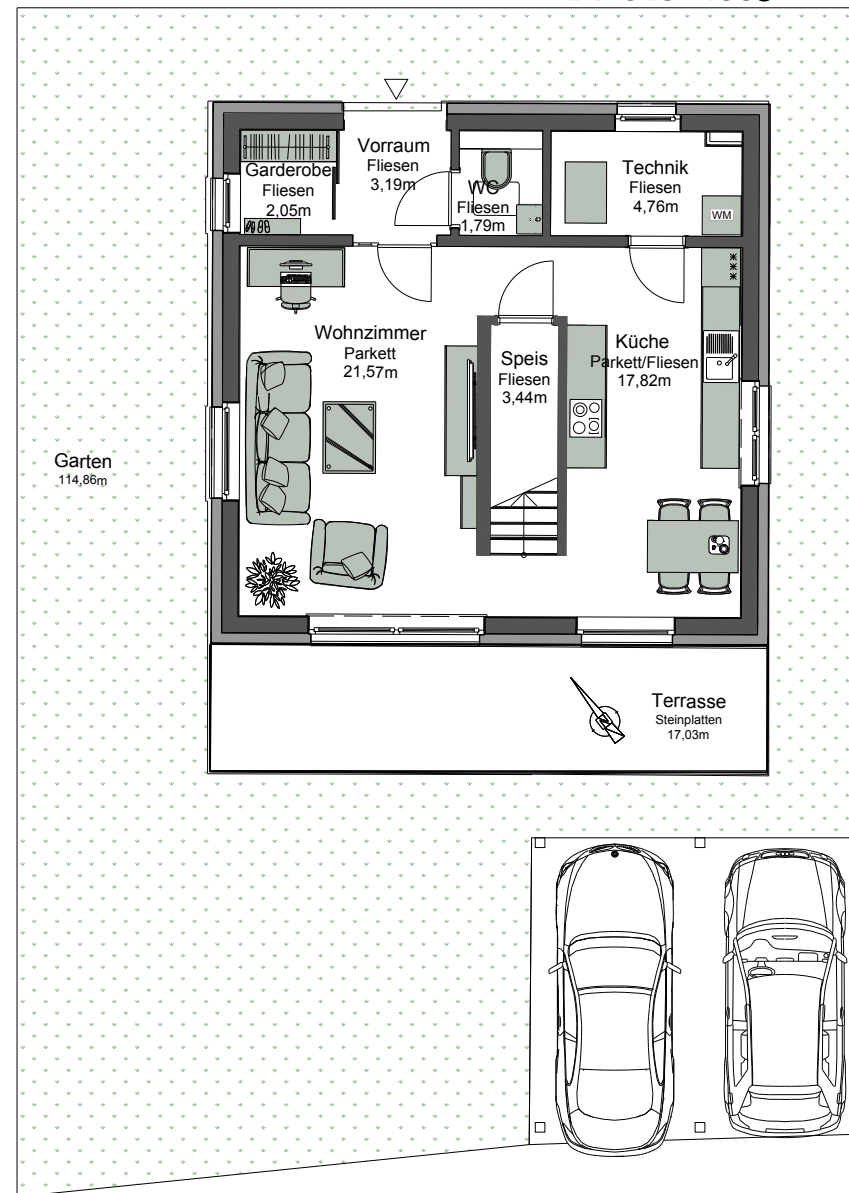 Vorraum
Fliesen
3,19m
Garderobe
Fliesen
2,05m
WC
Fliesen
1,79m
Technik
Fliesen
4,76m
WM
Wohnzimmer
Parkett
21,57m
Speis
Fliesen
3,44m
Küche
Parkett/Fliesen
17,82m
Garten
114,86m
Terrasse
Steinplatten
17,03m